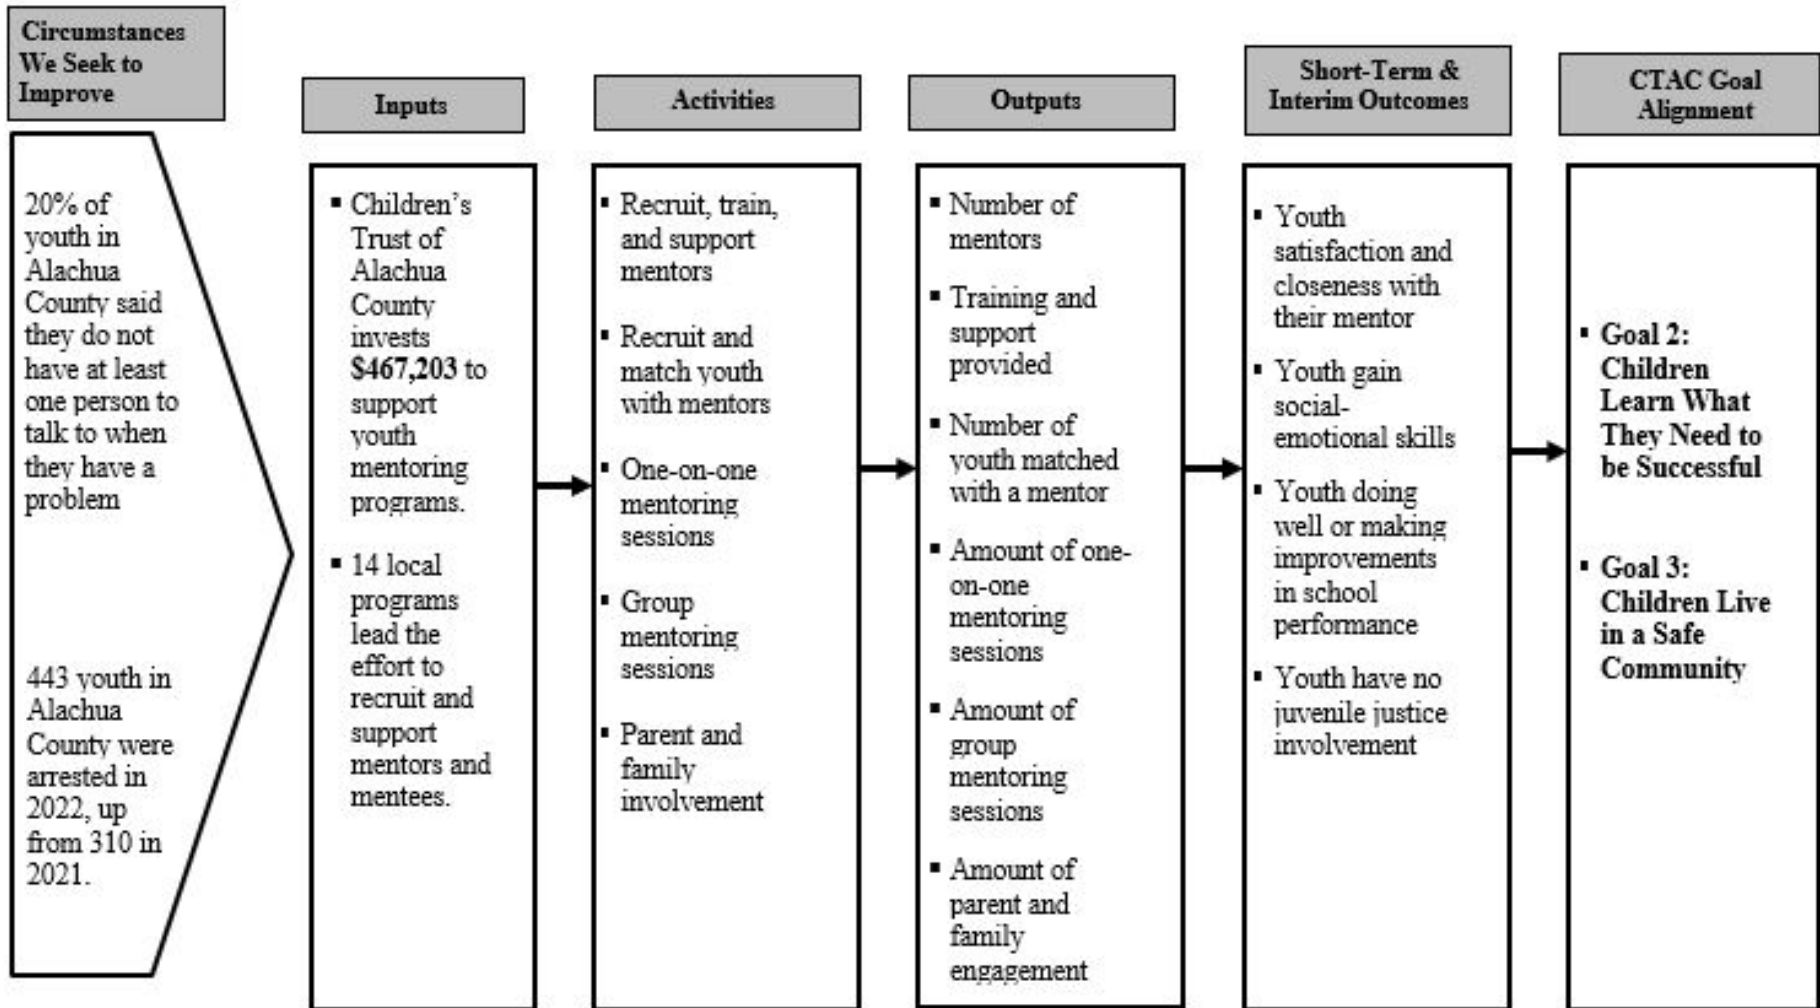 Circumstances
We Seek to
Improve
20% of
youth in
Alachua
County said
they do not
have at least
one person to
talk to when
they have a
problem
443 youth in
Alachua
County were
arrested in
2022, up
from 310 in
2021.
Inputs
▪ Children’s
Trust of
Alachua
County
invests
$467,203 to
support
youth
mentoring
programs.
▪ 14 local
programs
lead the
effort to
recruit and
support
mentors and
mentees.
Activities
▪ Recruit, train,
and support
mentors
▪ Recruit and
match youth
with mentors
▪ One-on-one
mentoring
sessions
▪ Group
mentoring
sessions
▪ Parent and
family
involvement
Outputs
▪ Number of
mentors
▪ Training and
support
provided
▪ Number of
youth matched
with a mentor
▪ Amount of one-
on-one
mentoring
sessions
▪ Amount of
group
mentoring
sessions
▪ Amount of
parent and
family
engagement
Short-Term &
Interim Outcomes
▪ Youth
satisfaction and
closeness with
their mentor
▪ Youth gain
social-
emotional skills
▪ Youth doing
well or making
improvements
in school
performance
▪ Youth have no
juvenile justice
involvement
CTAC Goal
Alignment
▪ Goal 2:
Children
Learn What
They Need to
be Successful
▪ Goal 3:
Children Live
in a Safe
Community